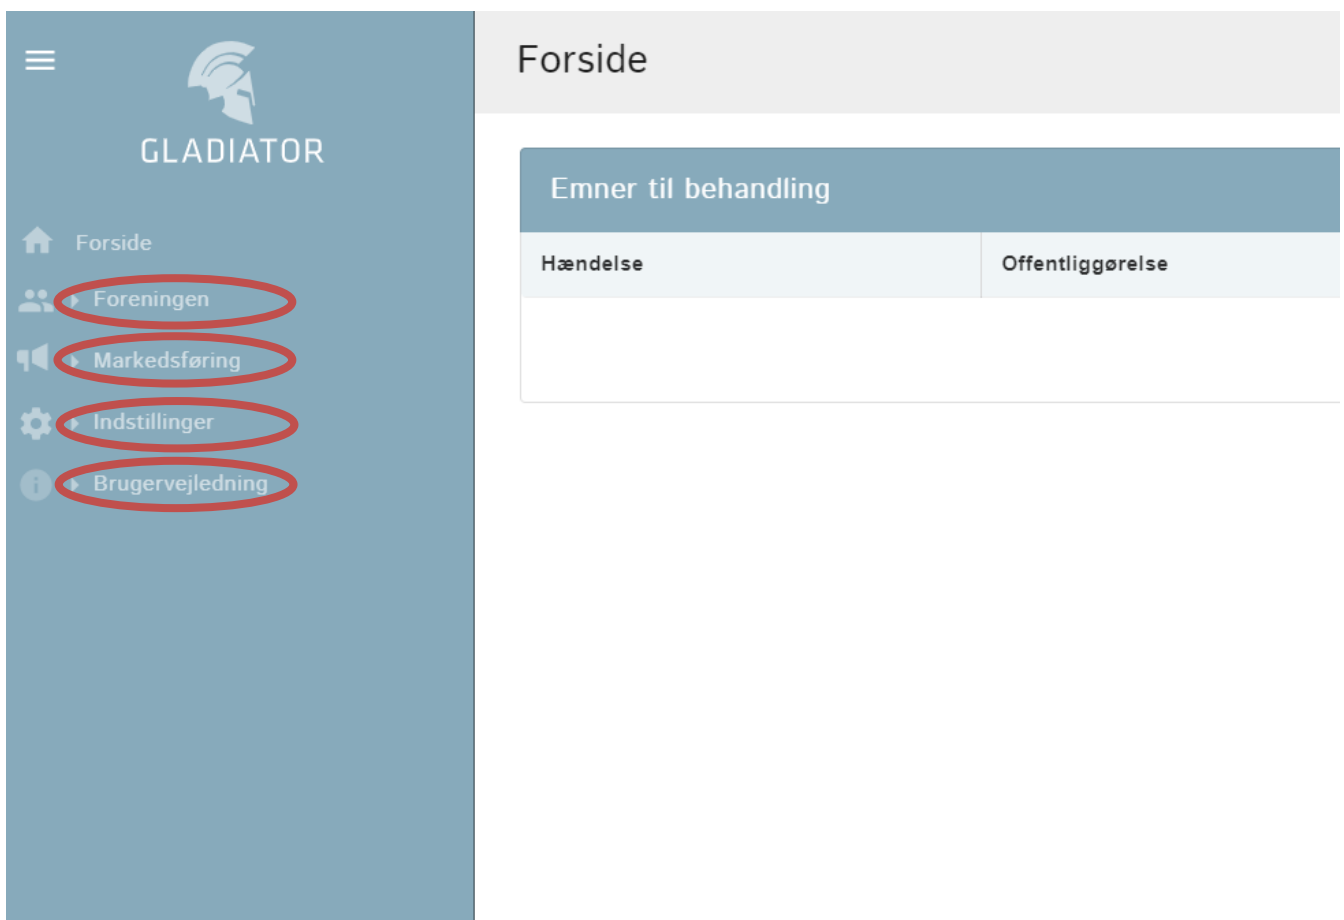 GLADIATOR
Forside
Foreningen
Markedsføring
Indstillinger
Brugervejledning
Forside
Emner til behandling
Hændelse
Offentliggørelse